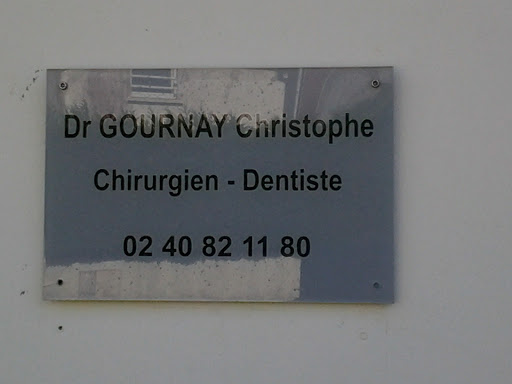 Dr GOURNAY Christophe
Chirurgien - Dentiste
02 40 82 11 80